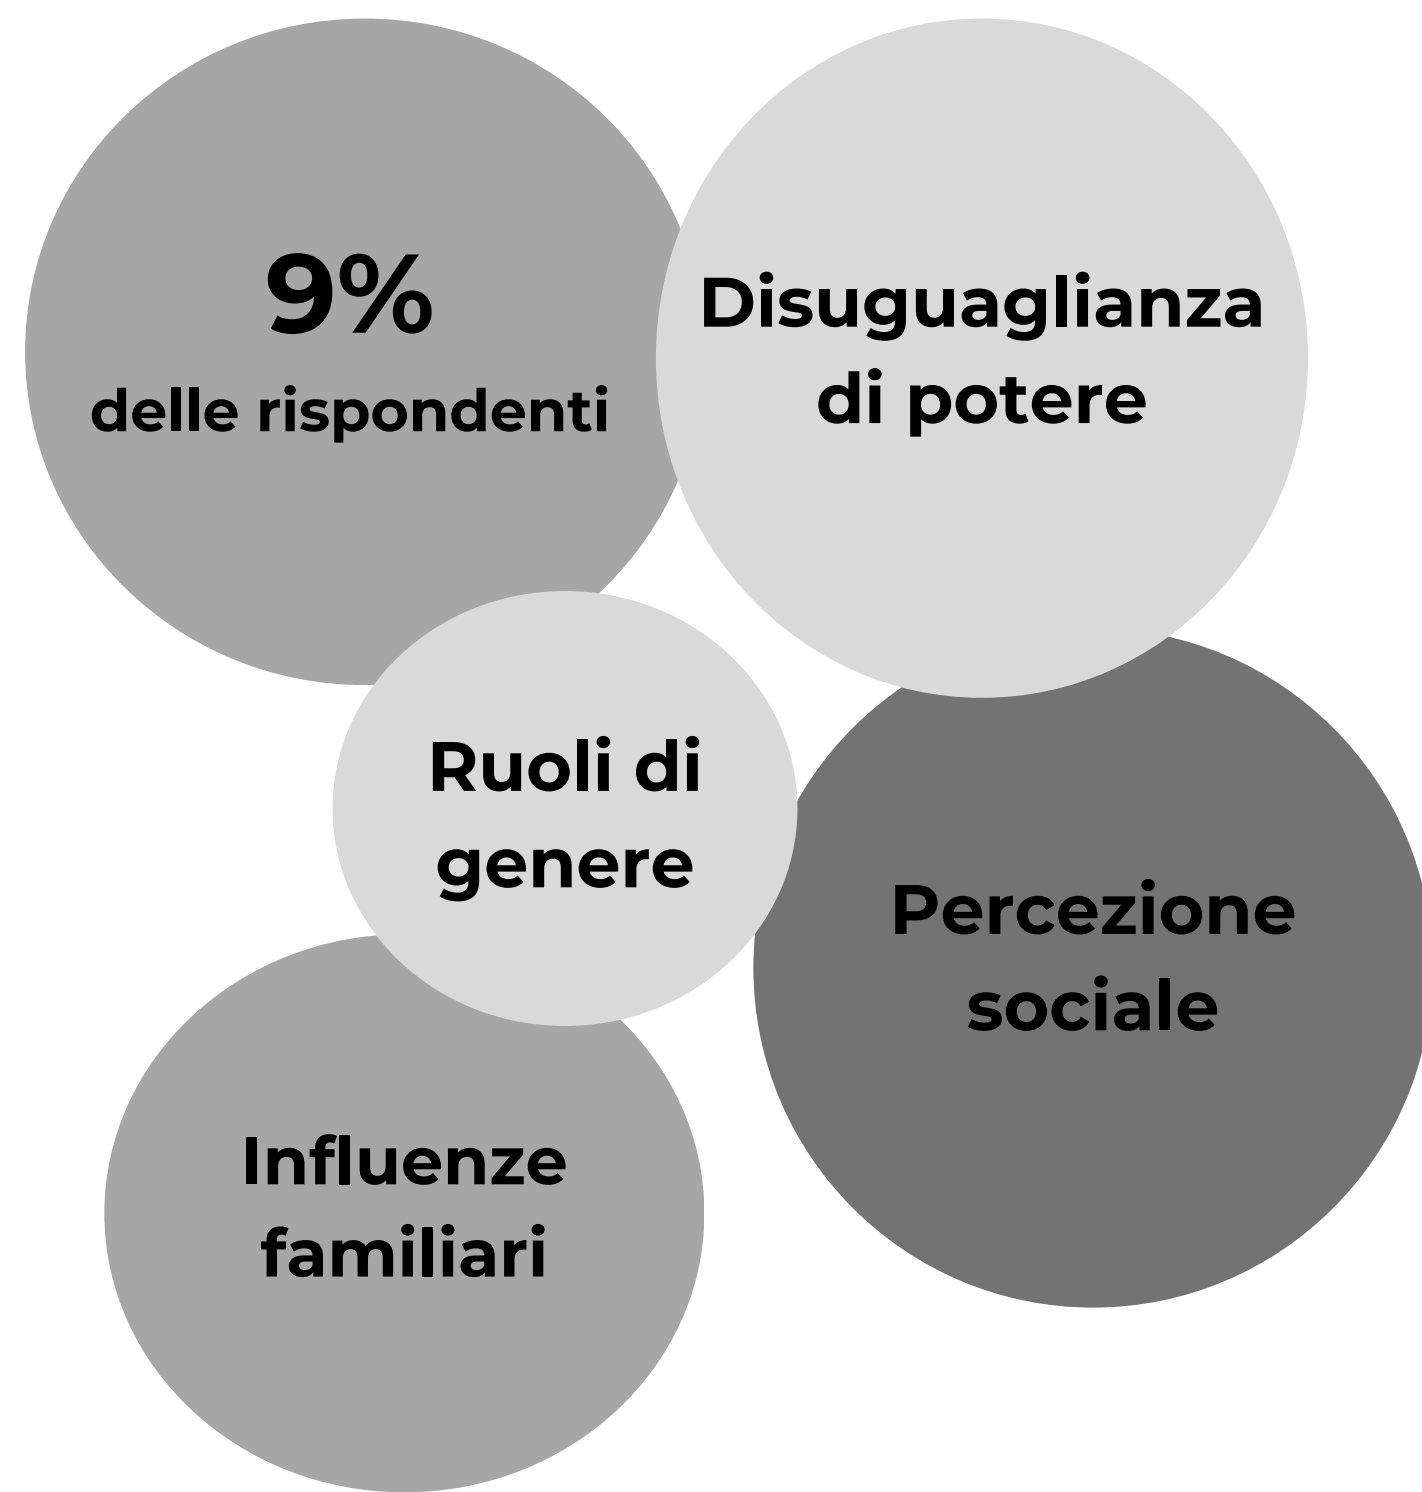 9%
delle rispondenti
Disuguaglianza
di potere
Ruoli di
genere
Percezione
sociale
Influenze
familiari